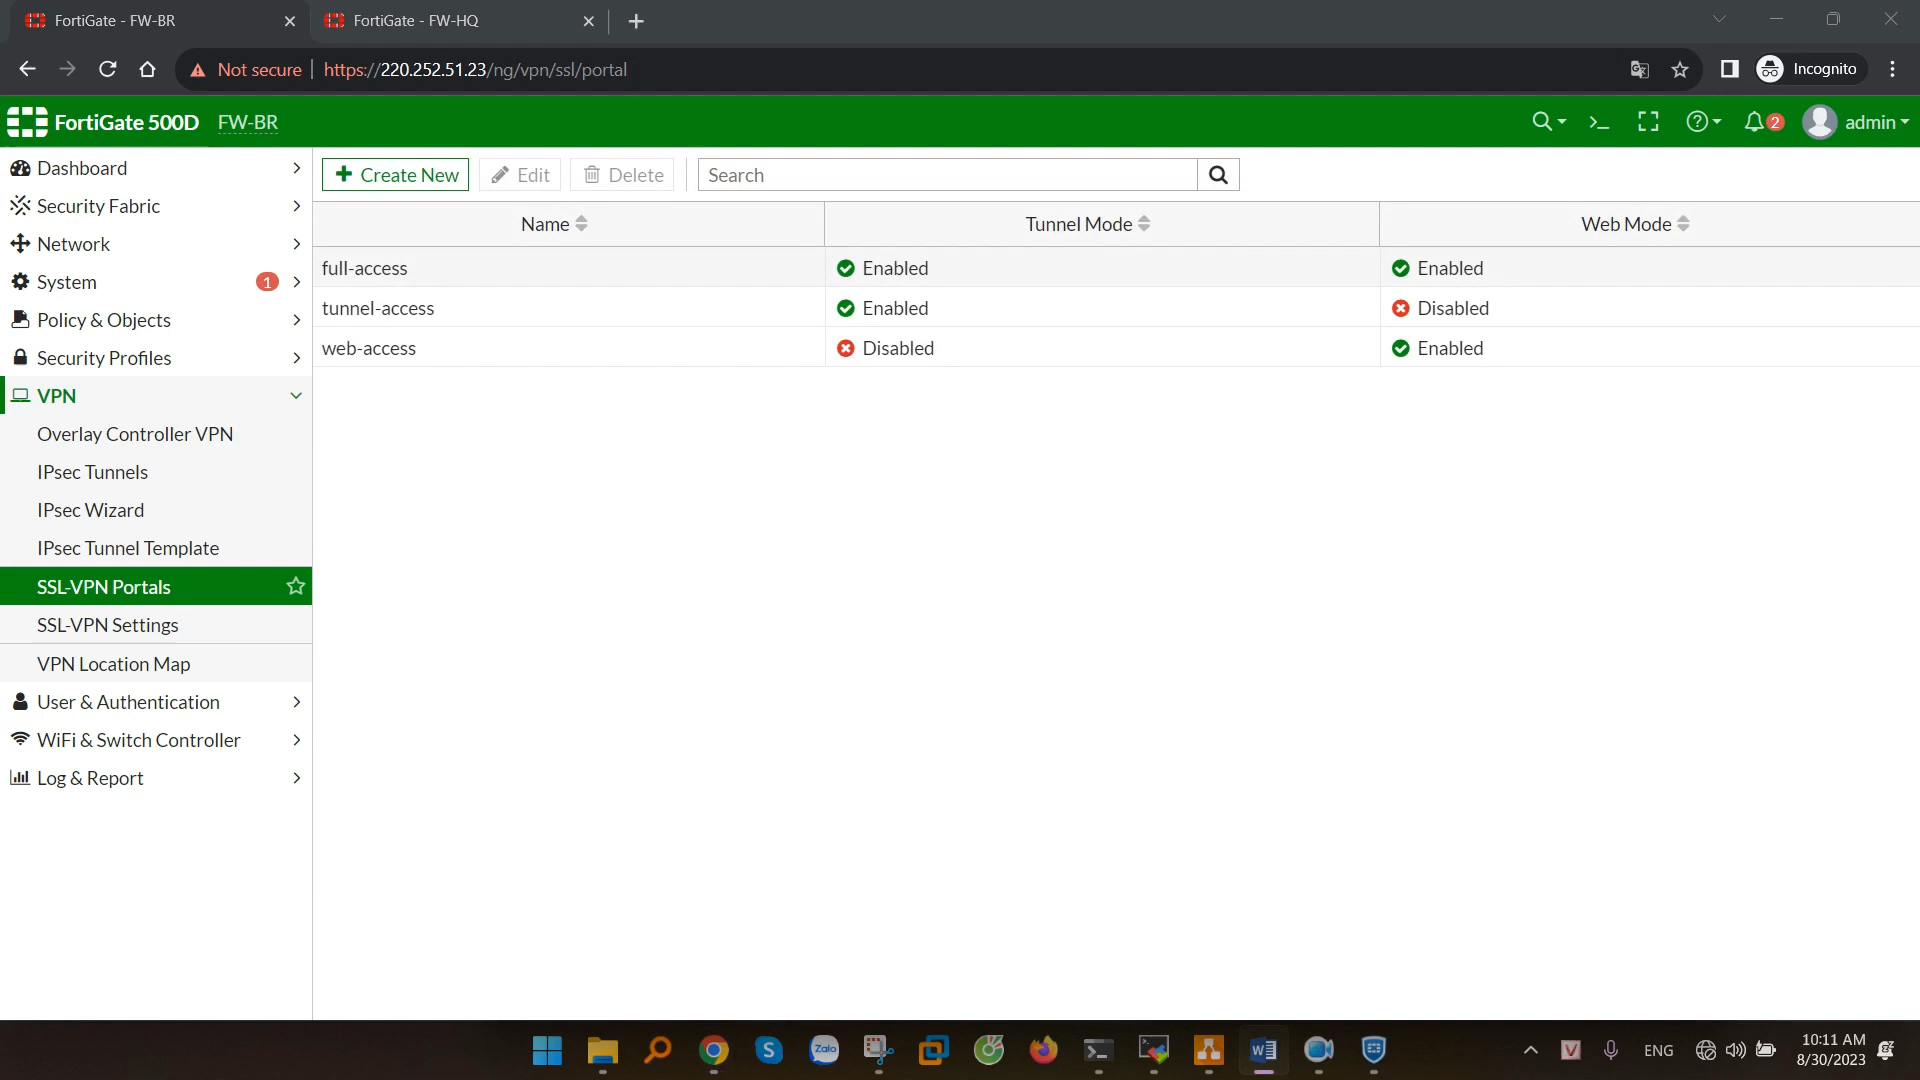 FortiGate - FW-BR
FortiGate - FW-HQ
Not secure | https://220.252.51.23/ng/vpn/ssl/portal
Incognito
FortiGate 500D FW-BR
2 admin
Dashboard
Security Fabric
Network
System 1
Policy & Objects
Security Profiles
VPN
Overlay Controller VPN
IPsec Tunnels
IPsec Wizard
IPsec Tunnel Template
SSL-VPN Portals
SSL-VPN Settings
VPN Location Map
User & Authentication
WiFi & Switch Controller
Log & Report
Create New Edit Delete Search
Name Tunnel Mode Web Mode
full-access Enabled Enabled
tunnel-access Enabled Disabled
web-access Disabled Enabled
Zalo
ENG
10:11 AM
8/30/2023